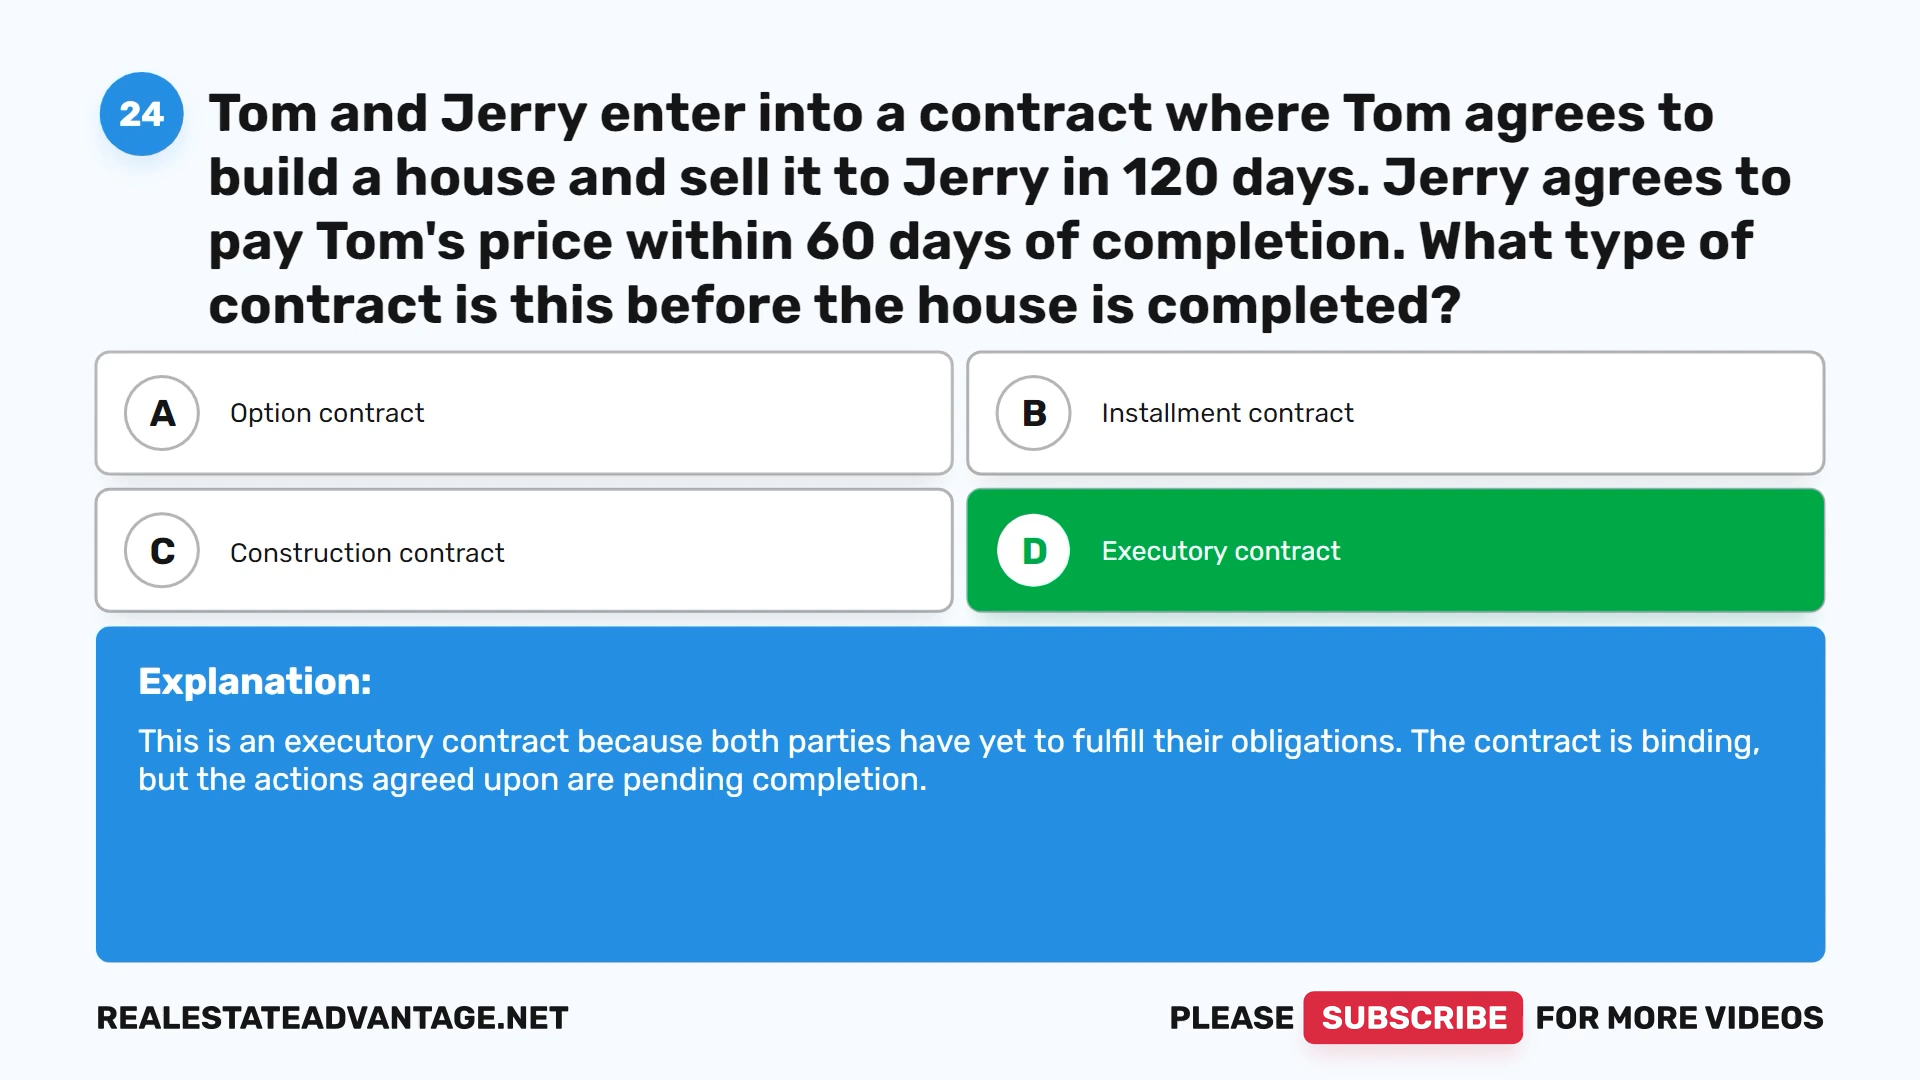 24
Tom and Jerry enter into a contract where Tom agrees to
build a house and sell it to Jerry in 120 days. Jerry agrees to
pay Tom's price within 60 days of completion. What type of
contract is this before the house is completed?
A Option contract
B Installment contract
C Construction contract
D Executory contract
Explanation:
This is an executory contract because both parties have yet to fulfill their obligations. The contract is binding,
but the actions agreed upon are pending completion.
REALESTATEADVANTAGE.NET
PLEASE SUBSCRIBE FOR MORE VIDEOS